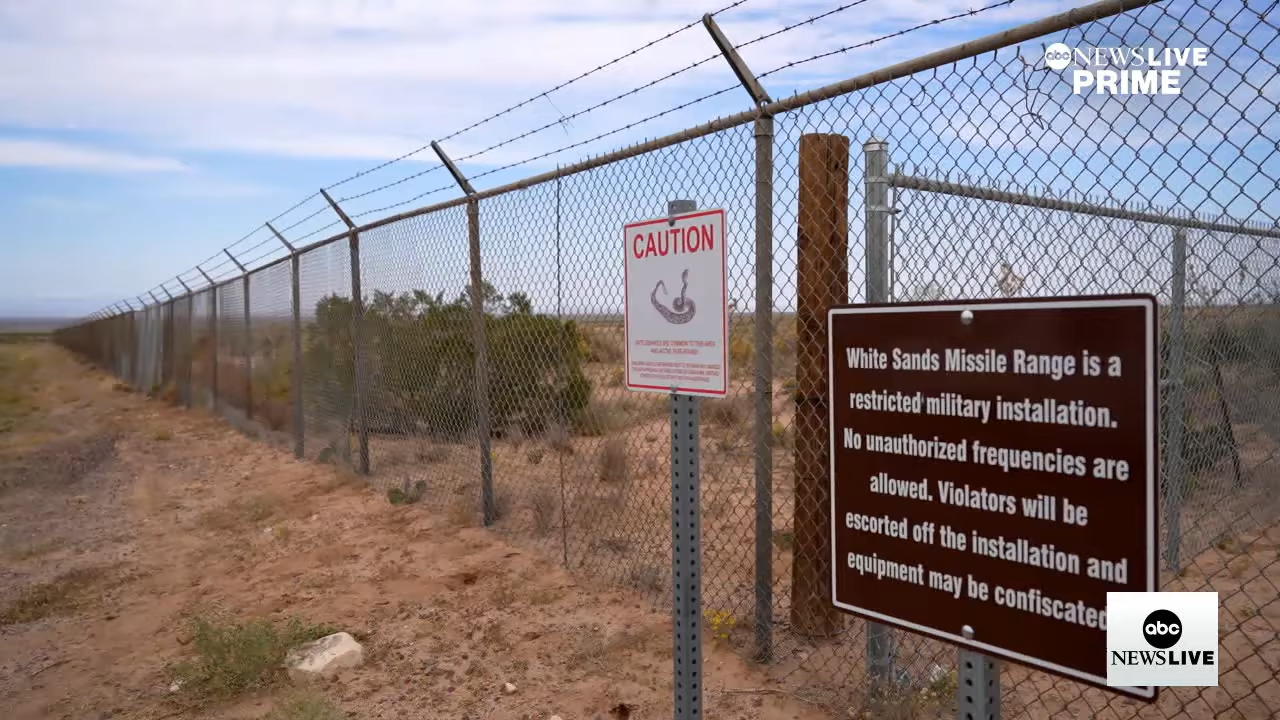 abc NEWS LIVE
PRIME
CAUTION
White Sands Missile Range is a
restricted military installation.
No unauthorized frequencies are
allowed. Violators will be
escorted off the installation and
equipment may be confiscated
abc
NEWS LIVE